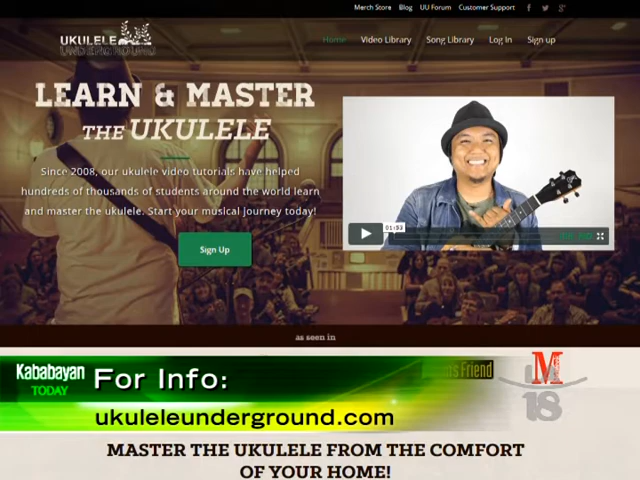 Merch Store Blog UU Forum Customer Support
UKULELE
Home Video Library Song Library Log In Sign up
LEARN & MASTER
THE UKULELE
Since 2008, our ukulele video tutorials have helped
hundreds of thousands of students around the world learn
and master the ukulele. Start your musical journey today!
Sign Up
01:53
as seen in
Kababayan
TODAY
For Info:
's Friend
M
18
ukuleleunderground.com
MASTER THE UKULELE FROM THE COMFORT
OF YOUR HOME!